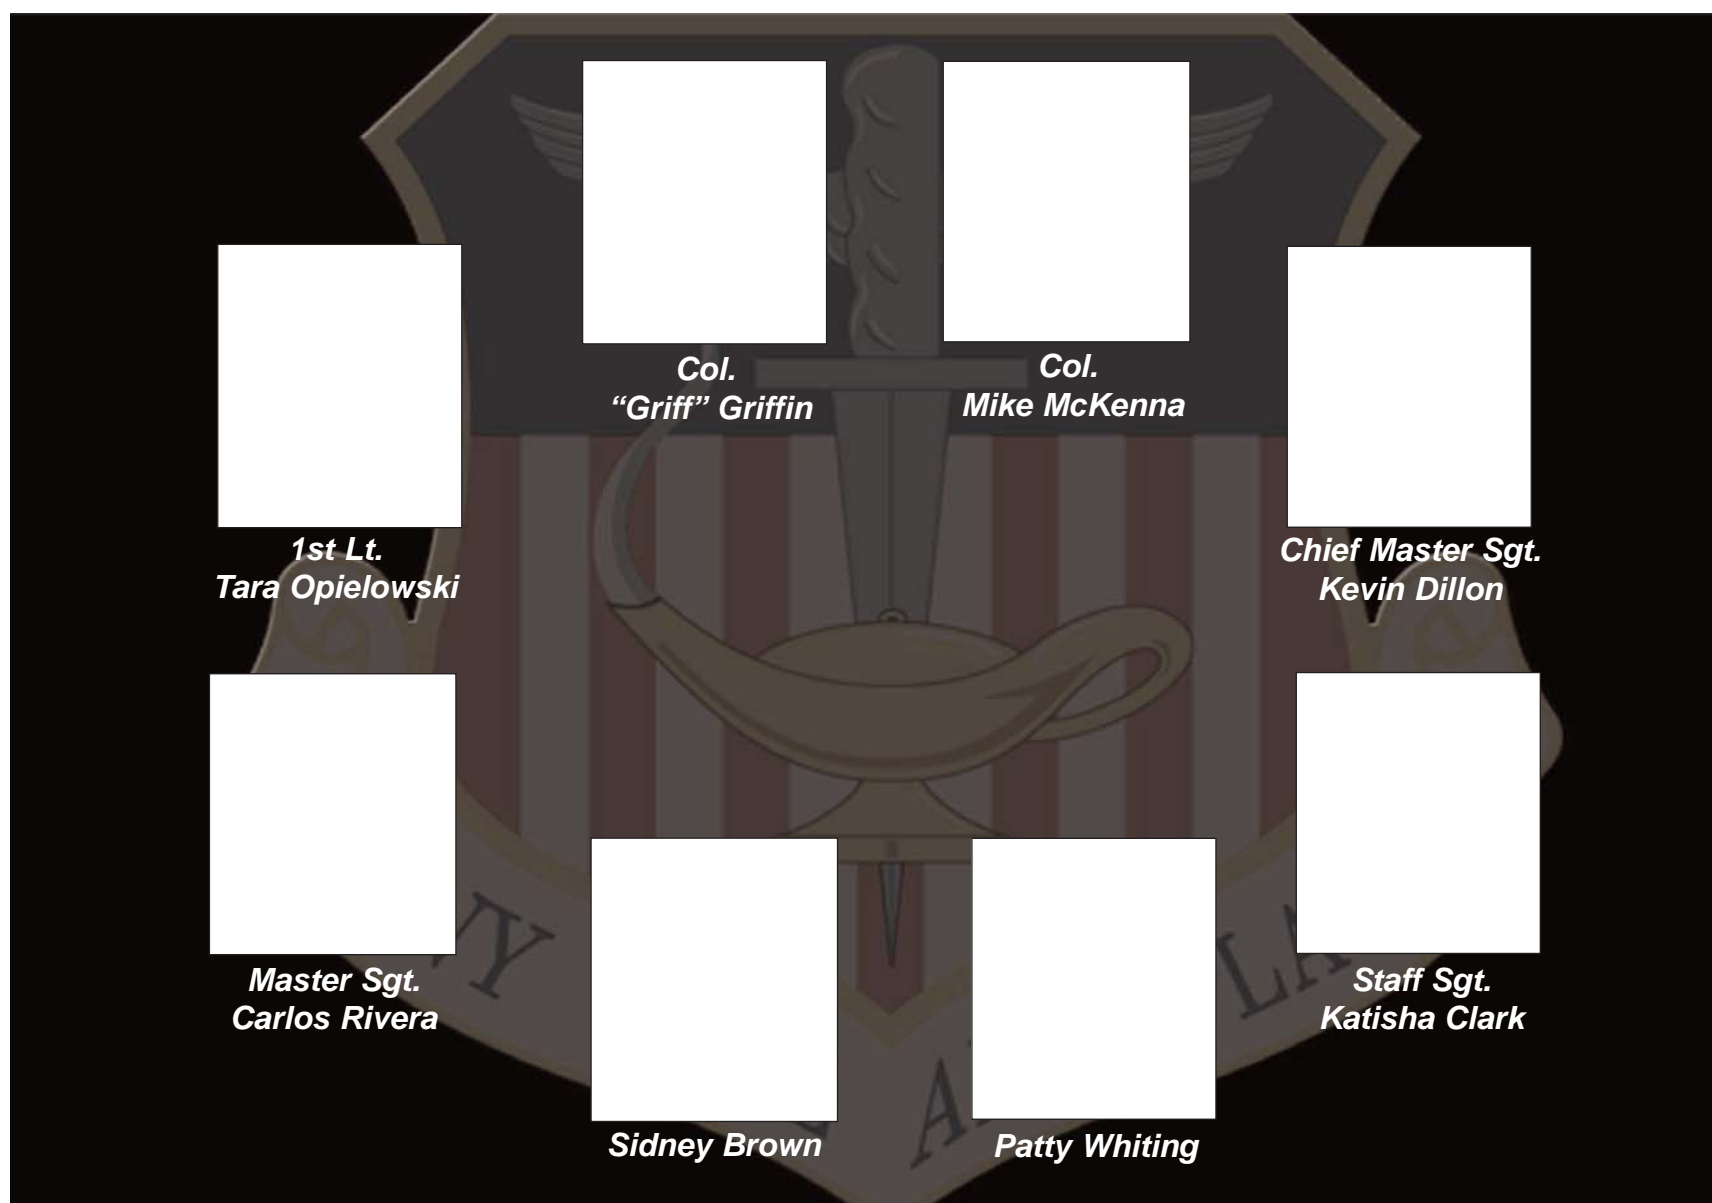 Col.
“Griff” Griffin
Col.
Mike McKenna
1st Lt.
Tara Opielowski
Chief Master Sgt.
Kevin Dillon
Master Sgt.
Carlos Rivera
Staff Sgt.
Katisha Clark
Sidney Brown
Patty Whiting